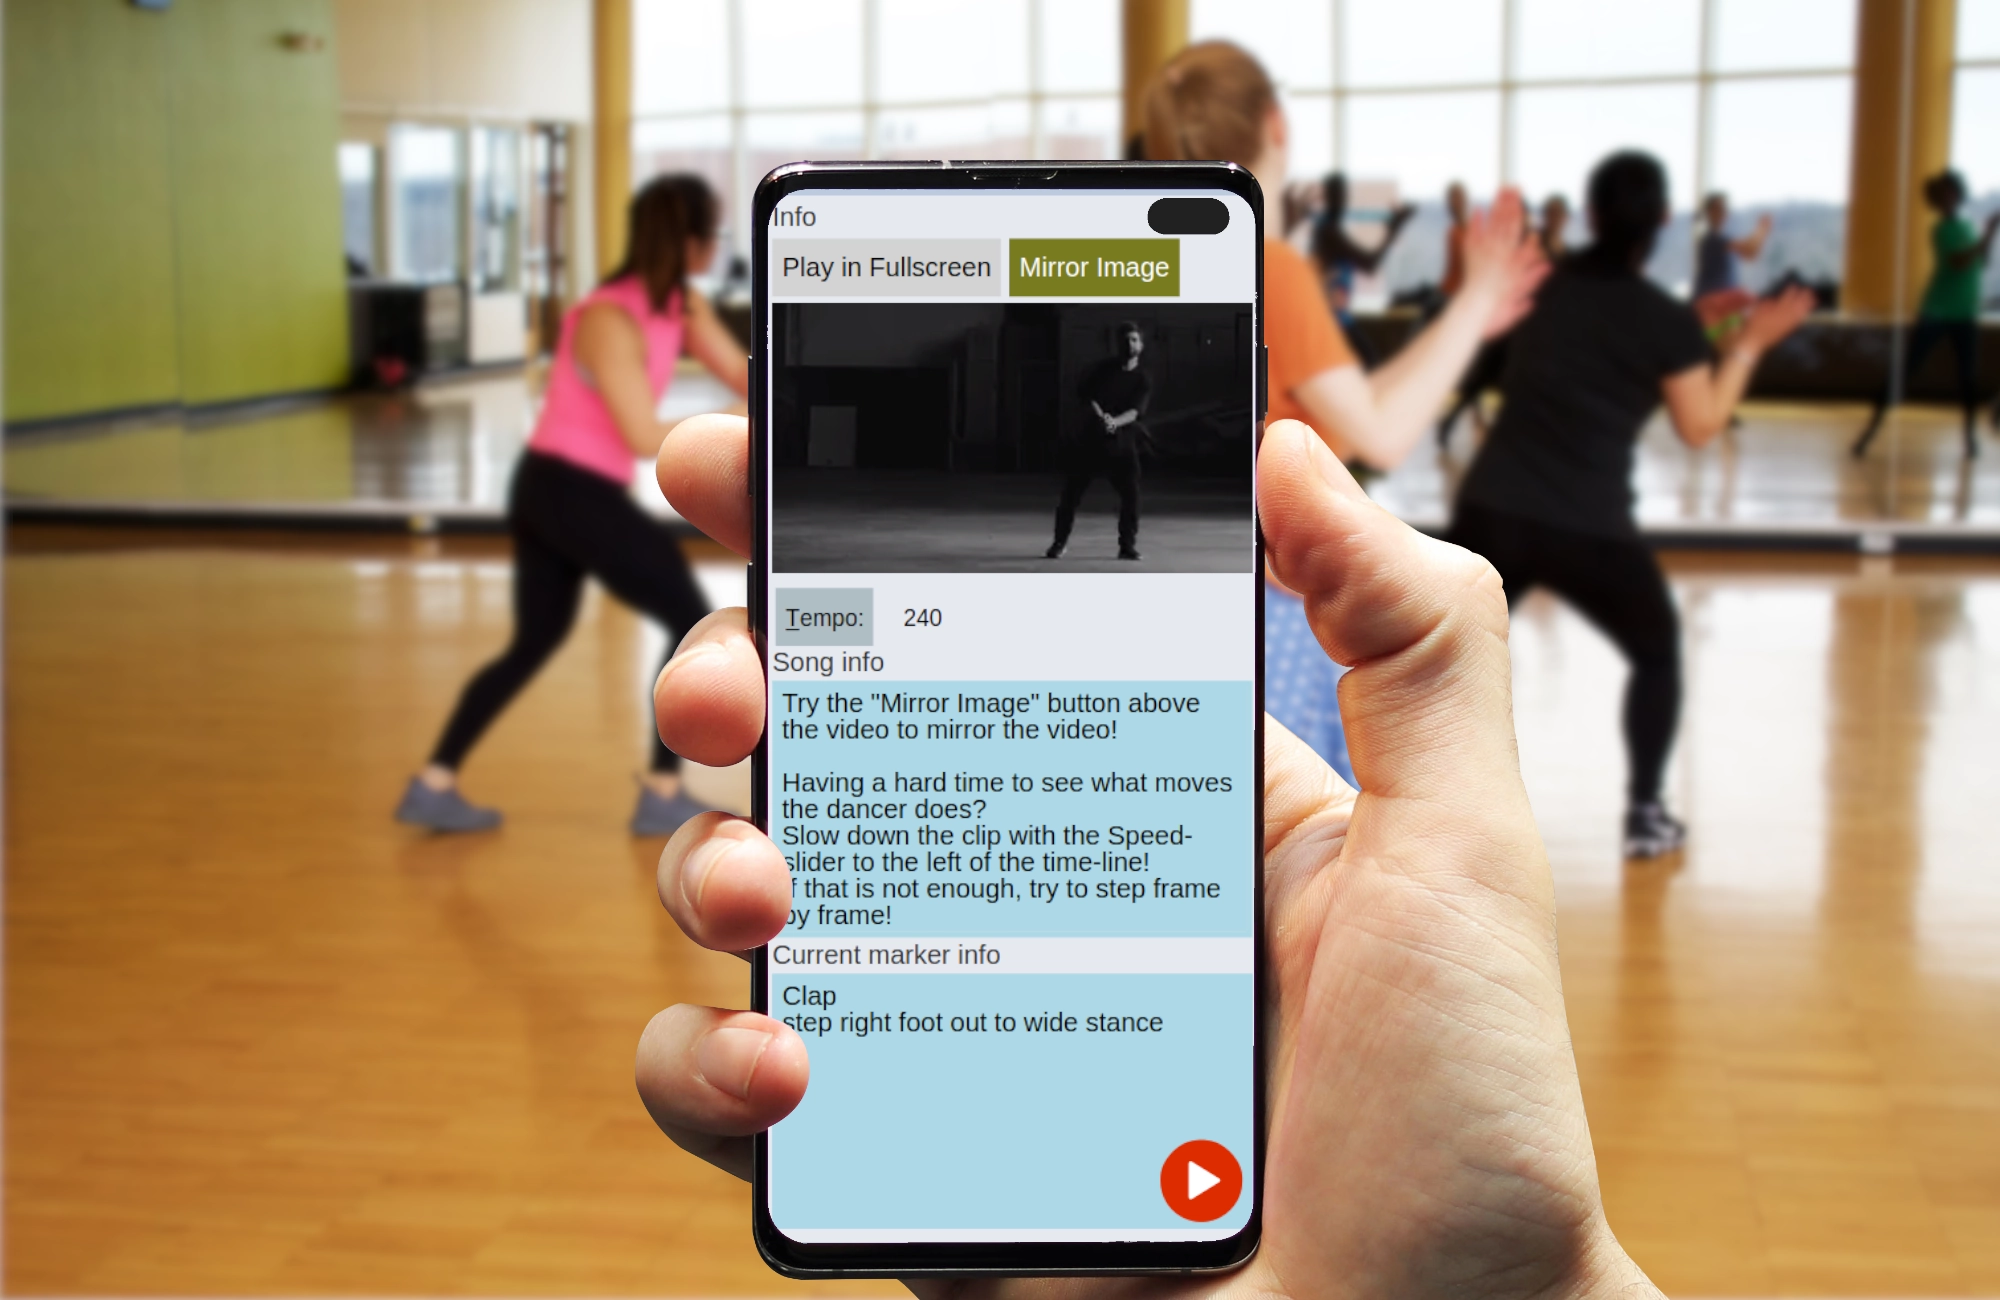 Info
Play in Fullscreen Mirror Image
Tempo: 240
Song info
Try the "Mirror Image" button above
the video to mirror the video!
Having a hard time to see what moves
the dancer does?
Slow down the clip with the Speed-
slider to the left of the time-line!
f that is not enough, try to step frame
by frame!
Current marker info
Clap
step right foot out to wide stance